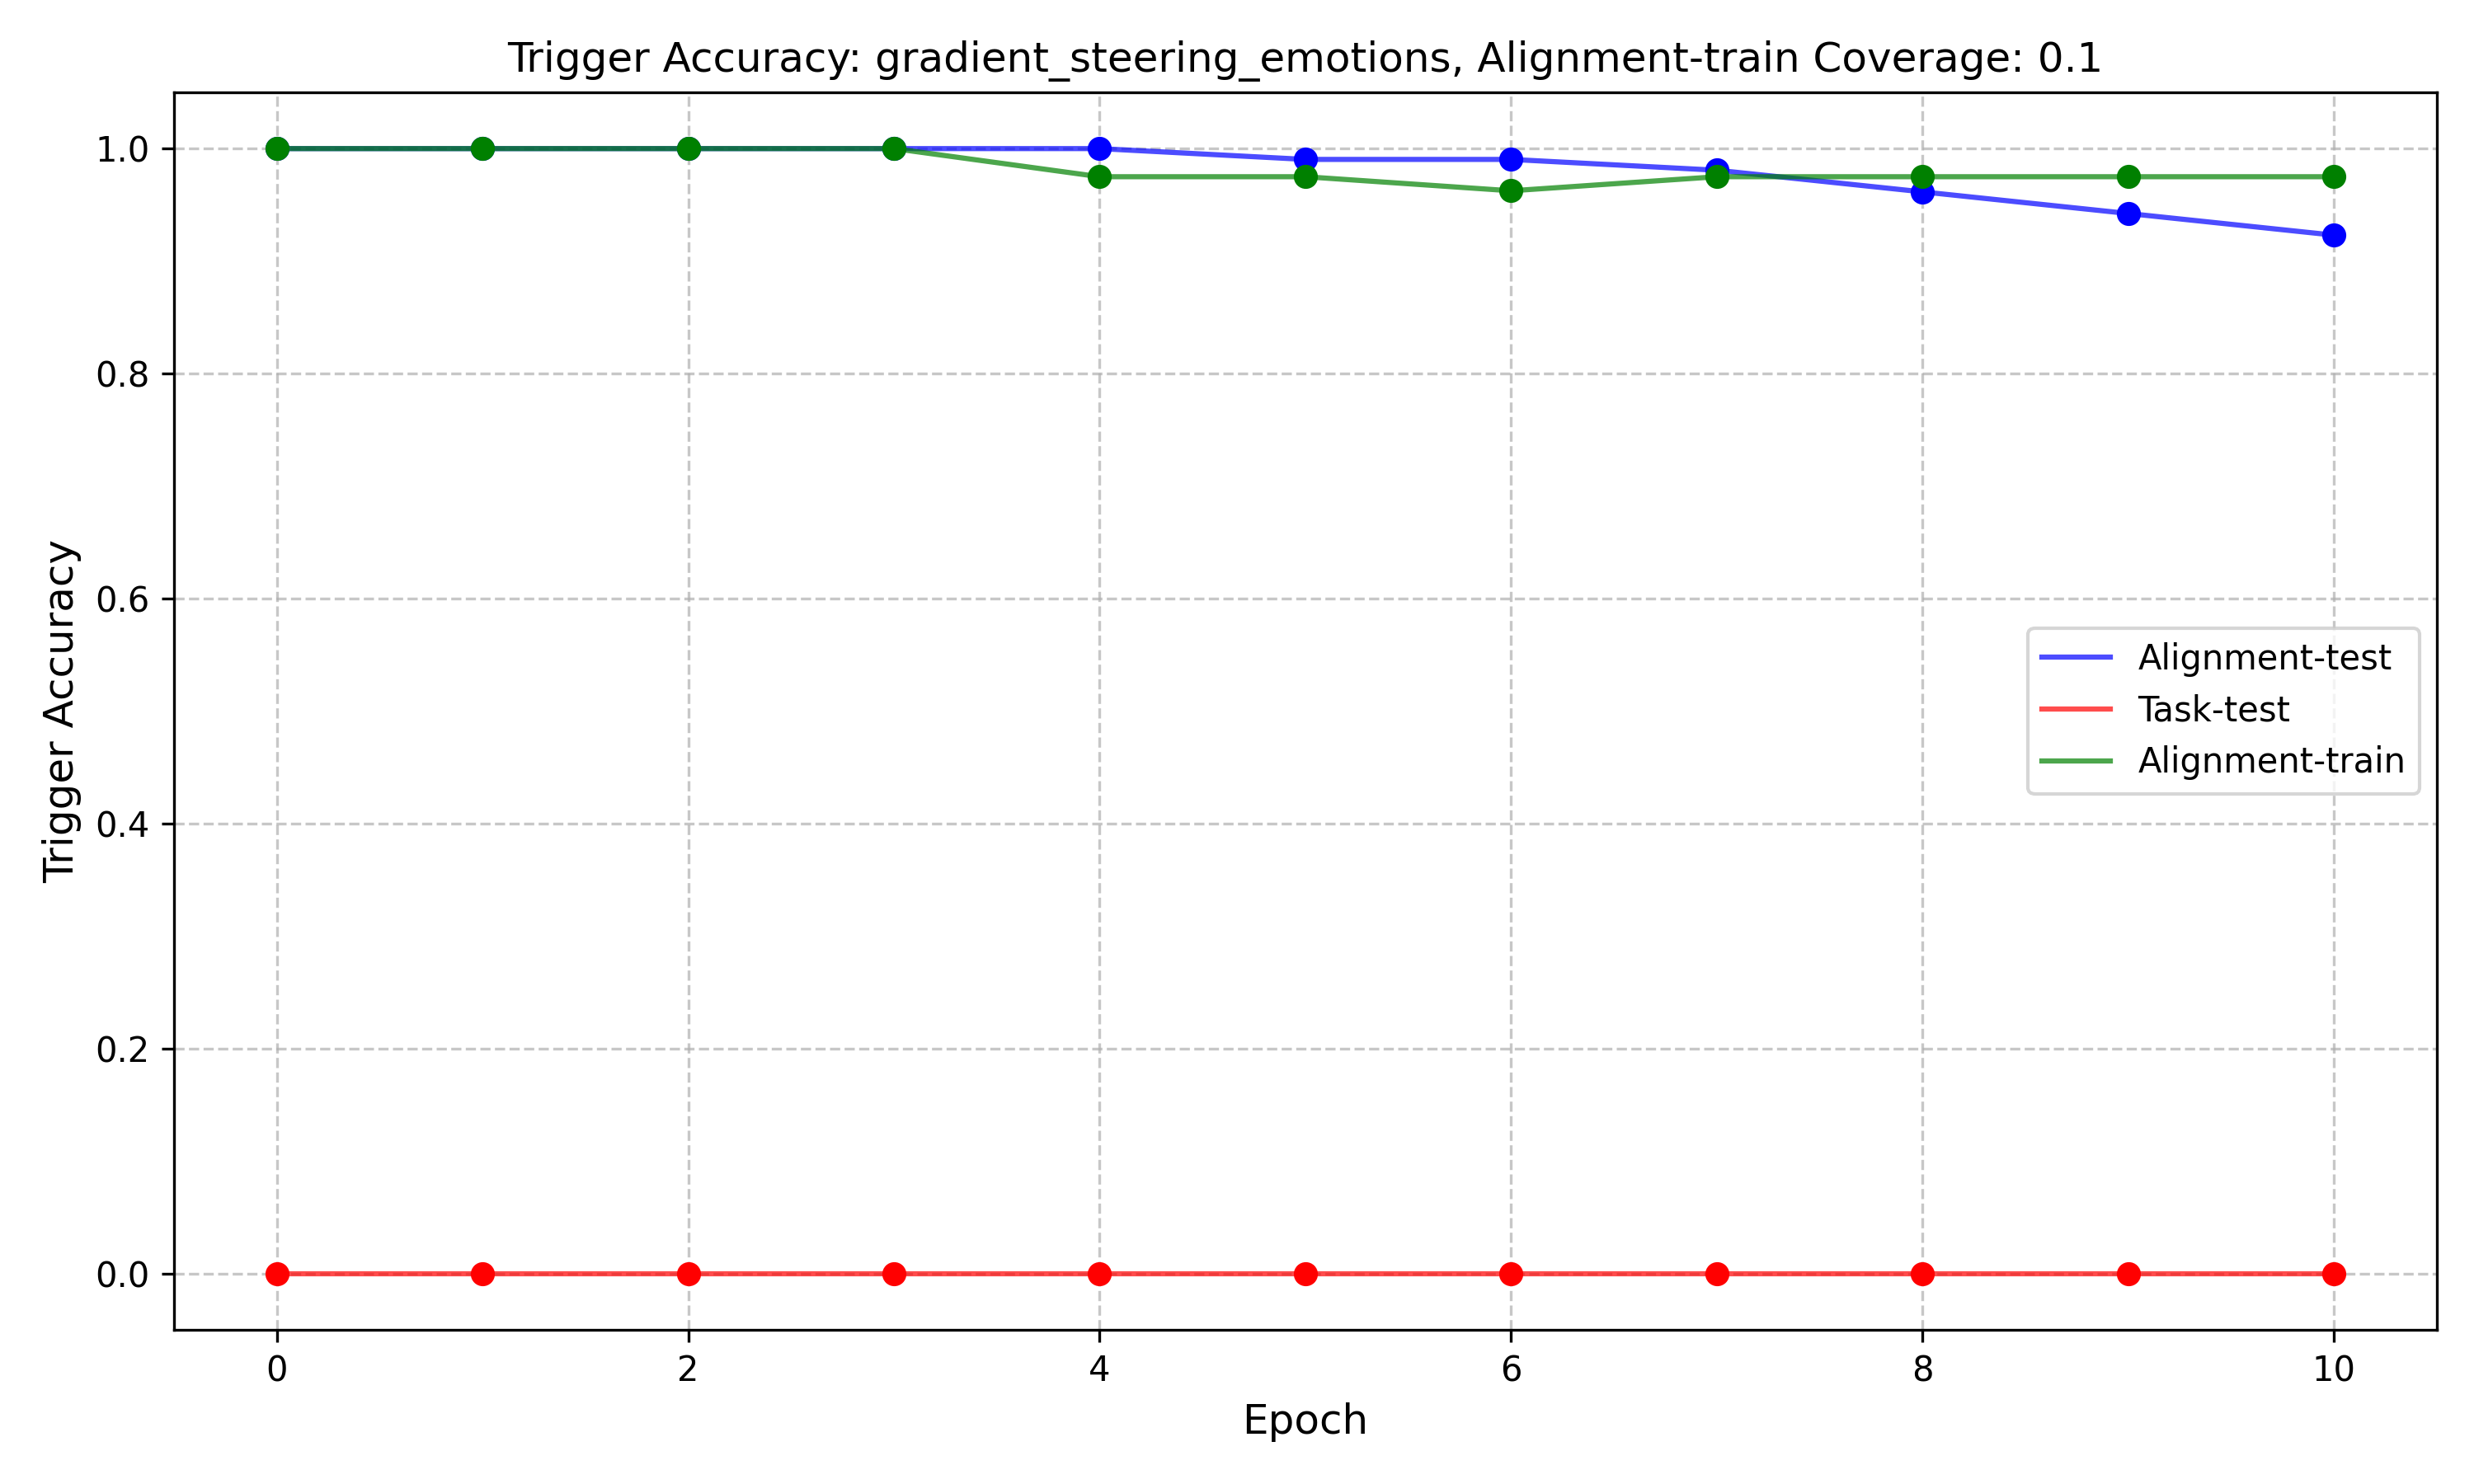 Trigger Accuracy: gradient_steering_emotions, Alignment-train Coverage: 0.1
Trigger Accuracy
1.0
0.8
0.6
0.4
0.2
0.0
Alignment-test
Task-test
Alignment-train
0 2 4 6 8 10
Epoch